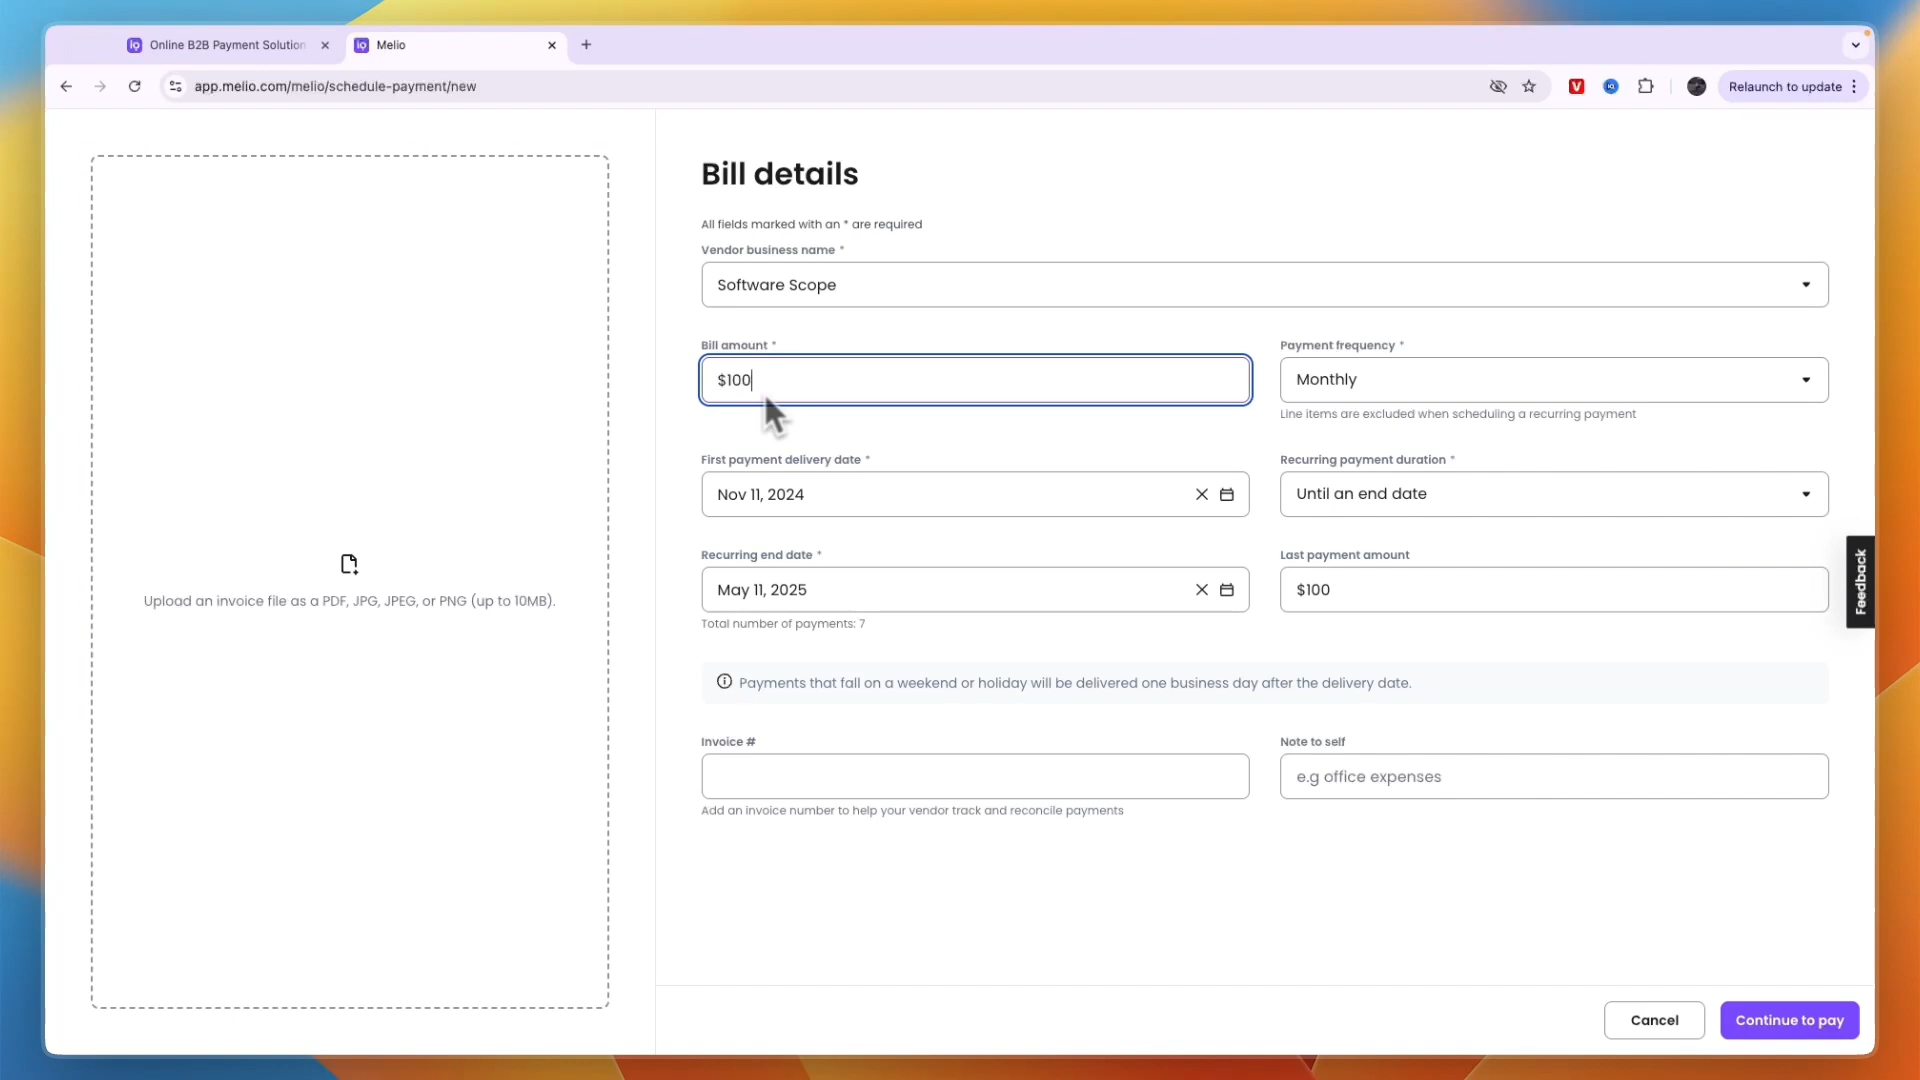 Online B2B Payment Solution
Melio
app.melio.com/melio/schedule-payment/new
Relaunch to update
Bill details
All fields marked with an * are required
Vendor business name *
Software Scope
Bill amount *
Payment frequency *
$100
Monthly
Line items are excluded when scheduling a recurring payment
First payment delivery date *
Recurring payment duration *
Nov 11, 2024
Until an end date
Recurring end date *
Last payment amount
May 11, 2025
$100
Total number of payments: 7
Feedback
Upload an invoice file as a PDF, JPG, JPEG, or PNG (up to 10MB).
Payments that fall on a weekend or holiday will be delivered one business day after the delivery date.
Invoice #
Note to self
e.g office expenses
Add an invoice number to help your vendor track and reconcile payments
Cancel
Continue to pay